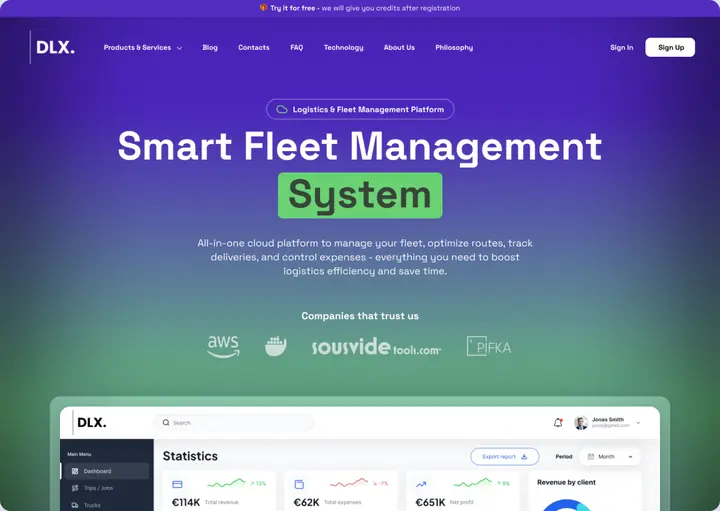 Try it for free - we will give you credits after registration
DLX.
Products & Services
Blog
Contacts
FAQ
Technology
About Us
Philosophy
Sign In
Sign Up
Logistics & Fleet Management Platform
Smart Fleet Management
System
All-in-one cloud platform to manage your fleet, optimize routes, track
deliveries, and control expenses - everything you need to boost
logistics efficiency and save time.
Companies that trust us
aws
sousvide tools.com
PIFKA
DLX.
Search
Jonas Smith
Main Menu
Dashboard
Trips / Jobs
Trucks
Statistics
Export report
Period
Month
12%
€114K
Total revenue
-7%
€62K
Total expenses
5%
€651K
Net profit
Revenue by client